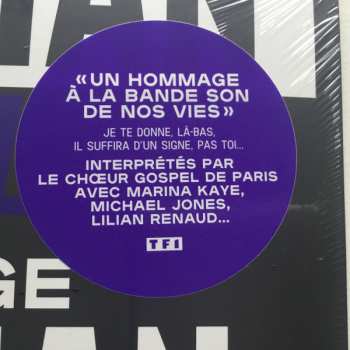 « UN HOMMAGE
À LA BANDE SON
DE NOS VIES »
JE TE DONNE, LÀ-BAS,
IL SUFFIRA D'UN SIGNE, PAS TOI...
INTERPRÉTÉS PAR
LE CHŒUR GOSPEL DE PARIS
AVEC MARINA KAYE,
MICHAEL JONES,
LILIAN RENAUD...
TF1